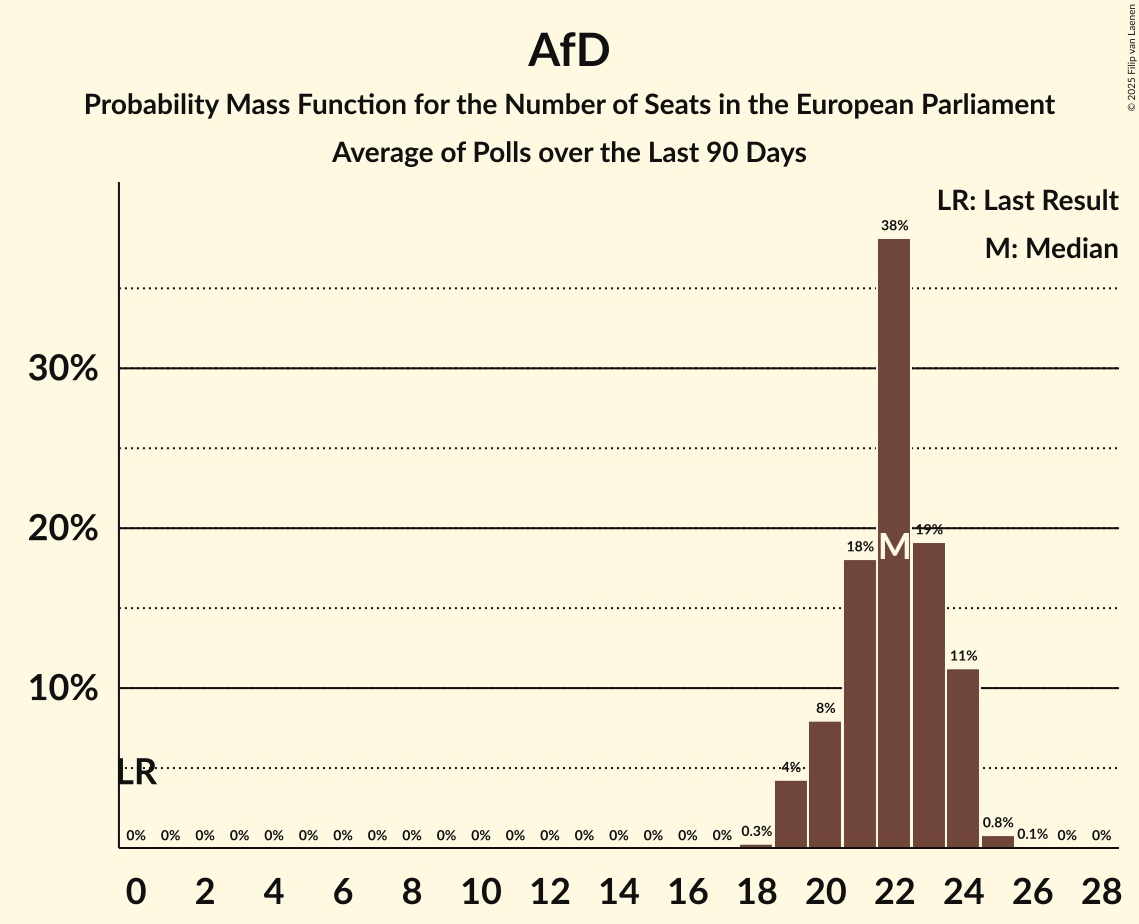 AfD
Probability Mass Function for the Number of Seats in the European Parliament
Average of Polls over the Last 90 Days
© 2025 Filip van Laenen
LR: Last Result
M: Median
38%
30%
20%
19%
18%
M
11%
10%
8%
LR
4%
0% 0% 0% 0% 0% 0% 0% 0% 0% 0% 0% 0% 0% 0% 0% 0% 0% 0% 0.3% 0.8% 0.1% 0% 0%
0 2 4 6 8 10 12 14 16 18 20 22 24 26 28